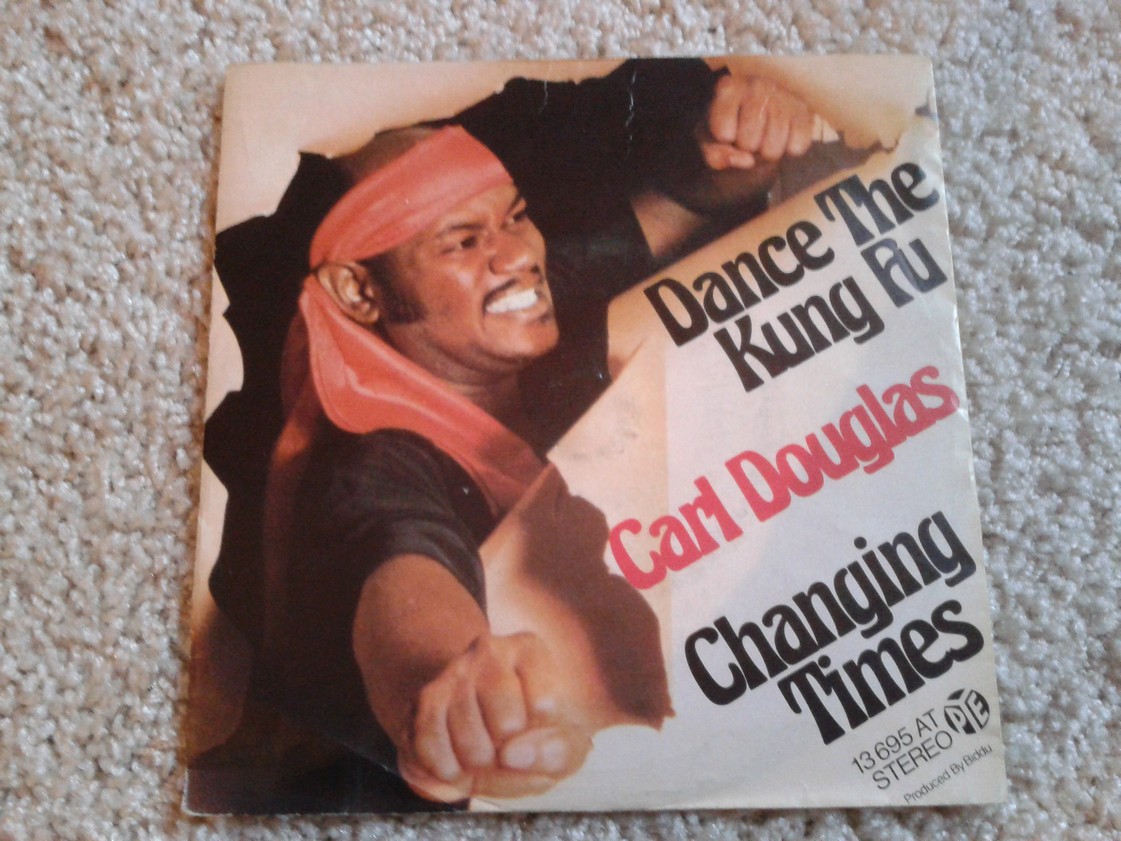 Dance The
Kung Fu
Carl Douglas
Changing
Times
13 695 AT
STEREO
PYE
Produced By Biddu